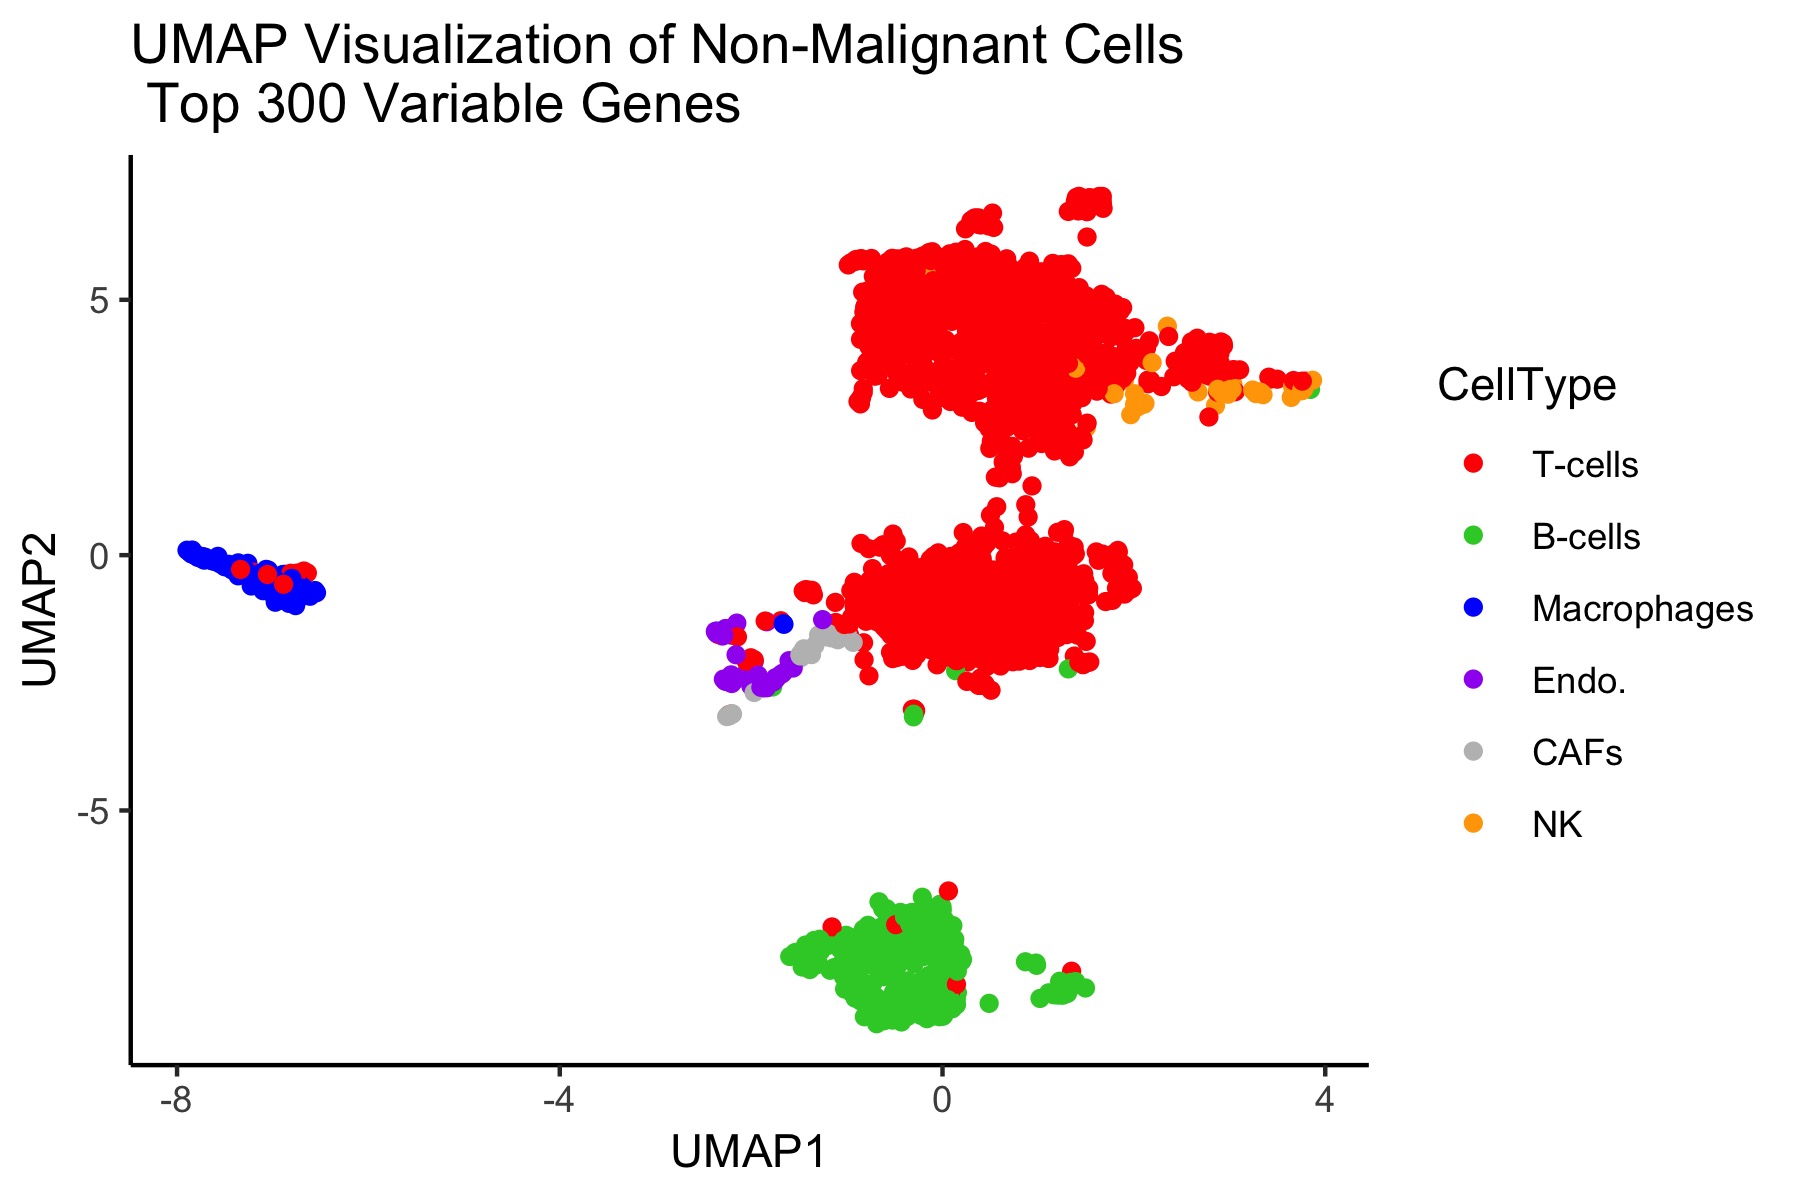 UMAP Visualization of Non-Malignant Cells
Top 300 Variable Genes
UMAP2
5
0
-5
-8
-4
0
4
UMAP1
CellType
T-cells
B-cells
Macrophages
Endo.
CAFs
NK